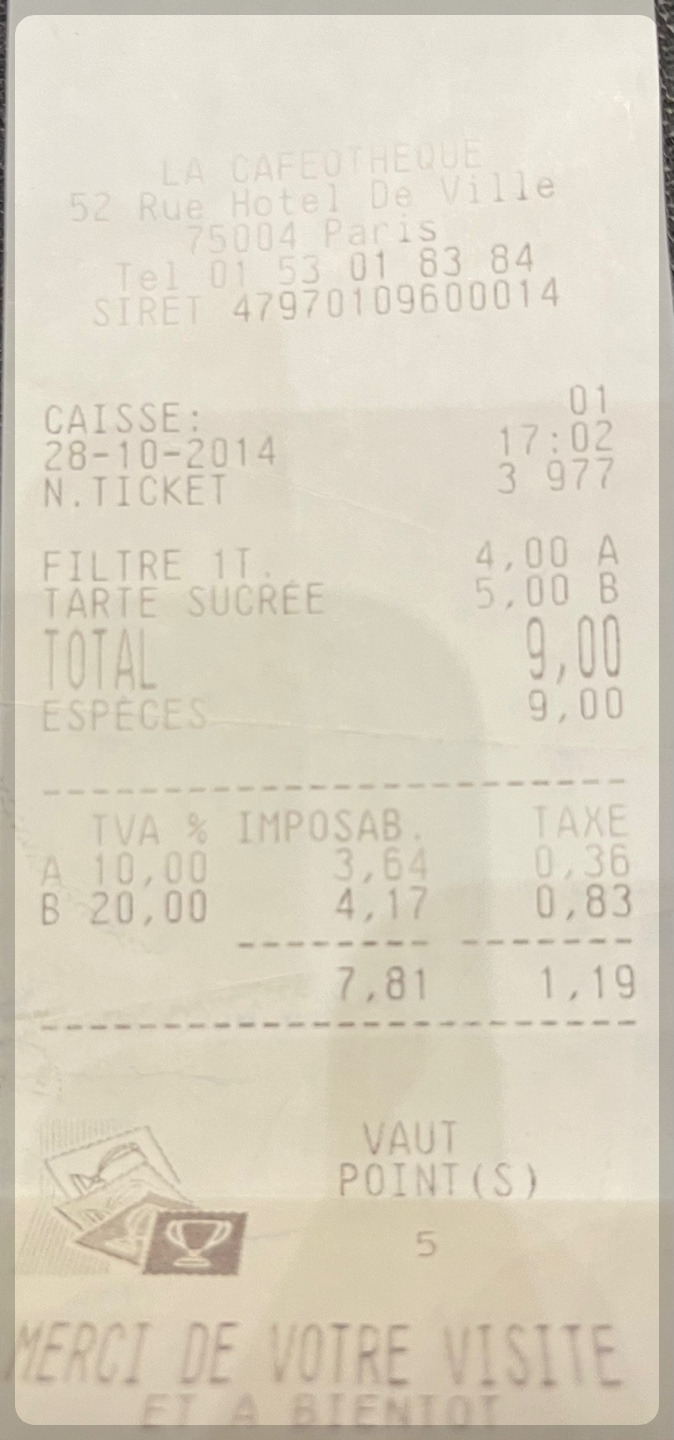 LA CAFEOTHEQUE
52 Rue Hotel De Ville
75004 Paris
Tel 01 53 01 83 84
SIRET 47970109600014
CAISSE: 01
28-10-2014 17:02
N.TICKET 3 977
FILTRE 1T. 4,00 A
TARTE SUCRÉE 5,00 B
TOTAL 9,00
ESPÈCES 9,00
TVA % IMPOSAB. TAXE
A 10,00 3,64 0,36
B 20,00 4,17 0,83
7,81 1,19
VAUT
POINT(S)
5
MERCI DE VOTRE VISITE
ET A BIENTOT